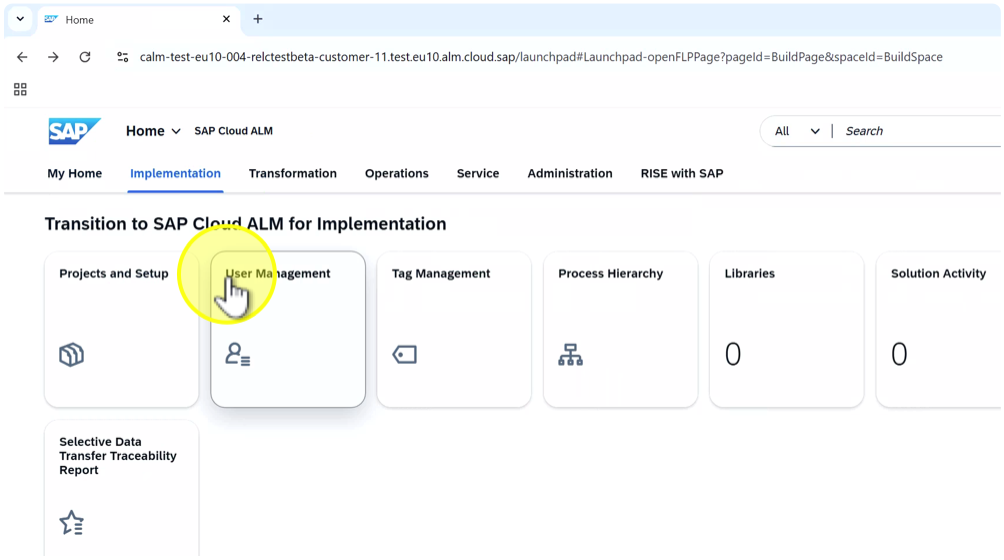 Home
calm-test-eu10-004-relctestbeta-customer-11.test.eu10.alm.cloud.sap/launchpad#Launchpad-openFLPPage?pageId=BuildPage&spaceId=BuildSpace
SAP Home SAP Cloud ALM All Search
My Home Implementation Transformation Operations Service Administration RISE with SAP
Transition to SAP Cloud ALM for Implementation
Projects and Setup User Management Tag Management Process Hierarchy Libraries Solution Activity
0 0
Selective Data
Transfer Traceability
Report